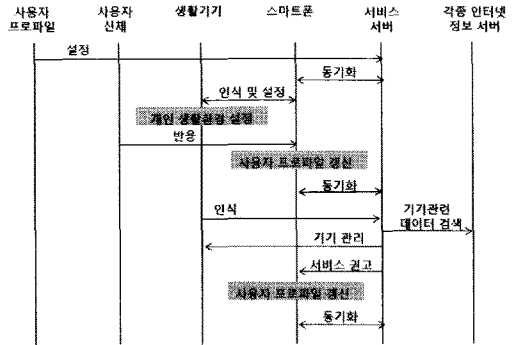 사용자 프로파일
사용자 신체
생활기기
스마트폰
서비스 서버
각종 인터넷 정보 서버
설정
동기화
인식 및 설정
개인 생활환경 설정
반응
사용자 프로파일 갱신
동기화
인식
기기관련
데이터 검색
기기 관리
서비스 권고
사용자 프로파일 갱신
동기화